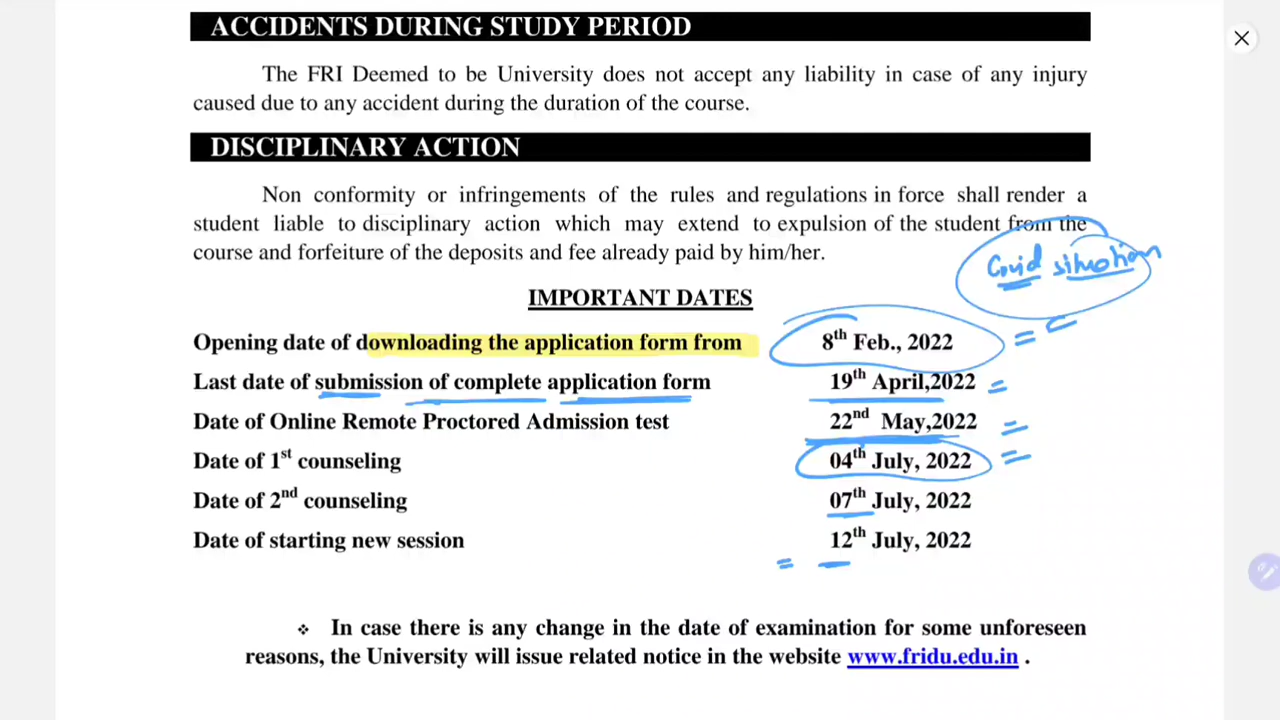 ACCIDENTS DURING STUDY PERIOD
The FRI Deemed to be University does not accept any liability in case of any injury
caused due to any accident during the duration of the course.
DISCIPLINARY ACTION
Non conformity or infringements of the rules and regulations in force shall render a
student liable to disciplinary action which may extend to expulsion of the student from the
course and forfeiture of the deposits and fee already paid by him/her.
Covid situation
IMPORTANT DATES
Opening date of downloading the application form from 8th Feb., 2022
Last date of submission of complete application form 19th April,2022
Date of Online Remote Proctored Admission test 22nd May,2022
Date of 1st counseling 04th July, 2022
Date of 2nd counseling 07th July, 2022
Date of starting new session 12th July, 2022
❖ In case there is any change in the date of examination for some unforeseen
reasons, the University will issue related notice in the website www.fridu.edu.in .